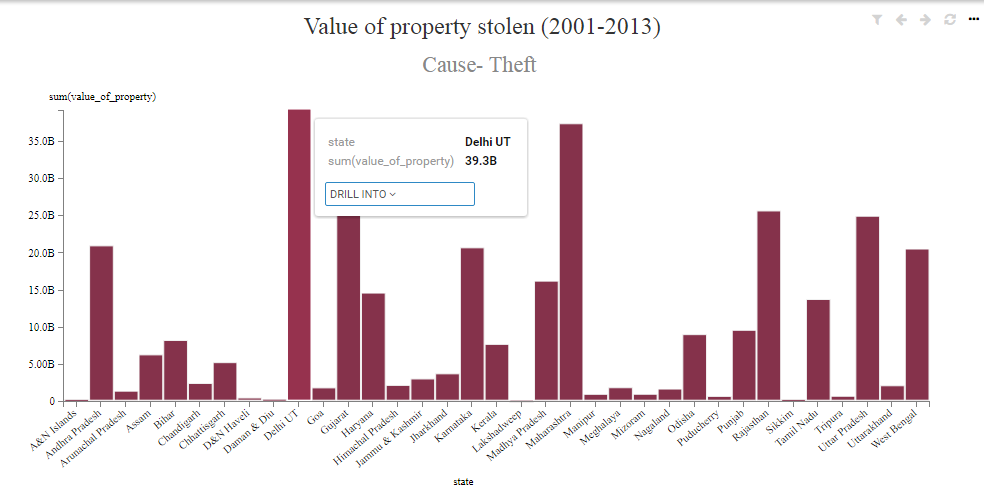 Value of property stolen (2001-2013)
Cause- Theft
sum(value_of_property)
35.0B
30.0B
25.0B
20.0B
15.0B
10.0B
5.00B
0
state Delhi UT
sum(value_of_property) 39.3B
DRILL INTO
A&N Islands
Andhra Pradesh
Arunachal Pradesh
Assam
Bihar
Chandigarh
Chhattisgarh
D&N Haveli
Daman & Diu
Delhi UT
Goa
Gujarat
Haryana
Himachal Pradesh
Jammu & Kashmir
Jharkhand
Karnataka
Kerala
Lakshadweep
Madhya Pradesh
Maharashtra
Manipur
Meghalaya
Mizoram
Nagaland
Odisha
Puducherry
Punjab
Rajasthan
Sikkim
Tamil Nadu
Tripura
Uttar Pradesh
Uttarakhand
West Bengal
state